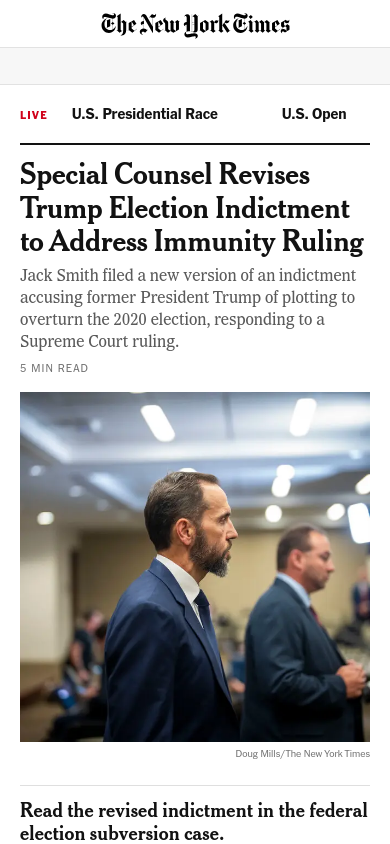 The New York Times
LIVE U.S. Presidential Race U.S. Open
Special Counsel Revises
Trump Election Indictment
to Address Immunity Ruling
Jack Smith filed a new version of an indictment
accusing former President Trump of plotting to
overturn the 2020 election, responding to a
Supreme Court ruling.
5 MIN READ
Doug Mills/The New York Times
Read the revised indictment in the federal
election subversion case.